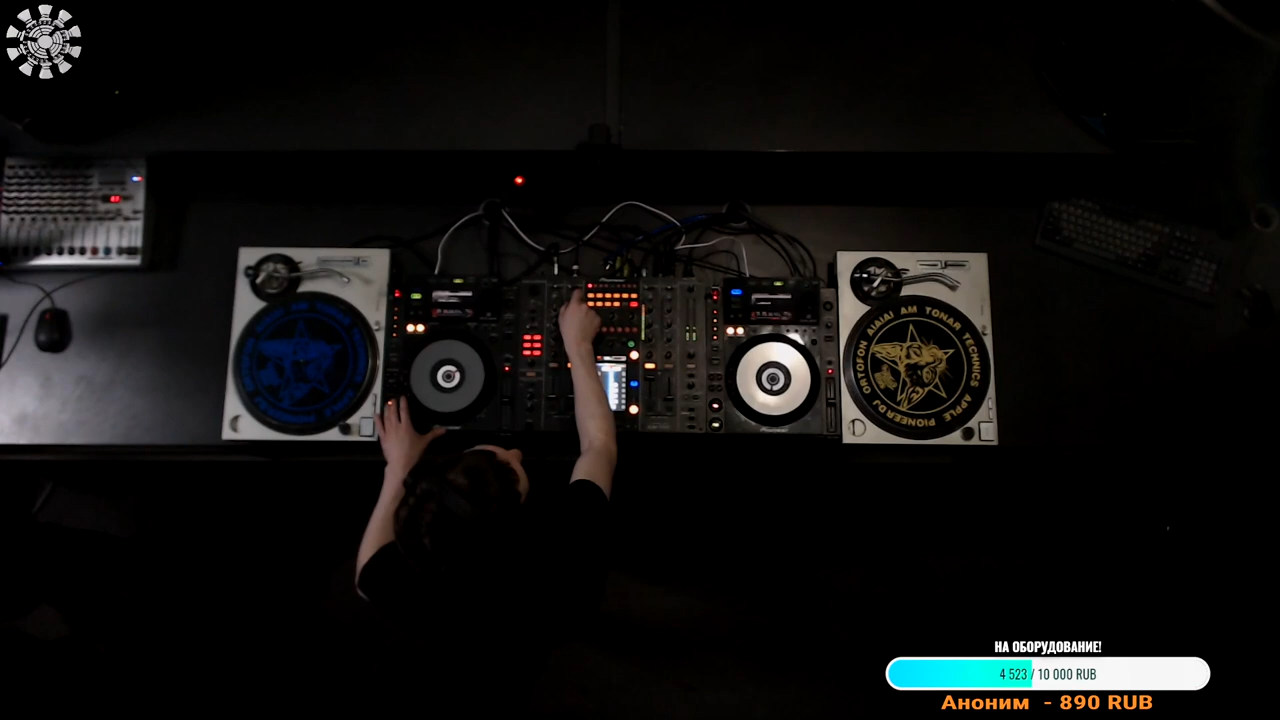 ORTOFON AIAIAI AM TONAR TECHNICS APPLE PIONEER DJ
НА ОБОРУДОВАНИЕ!
4 523 / 10 000 RUB
Аноним - 890 RUB